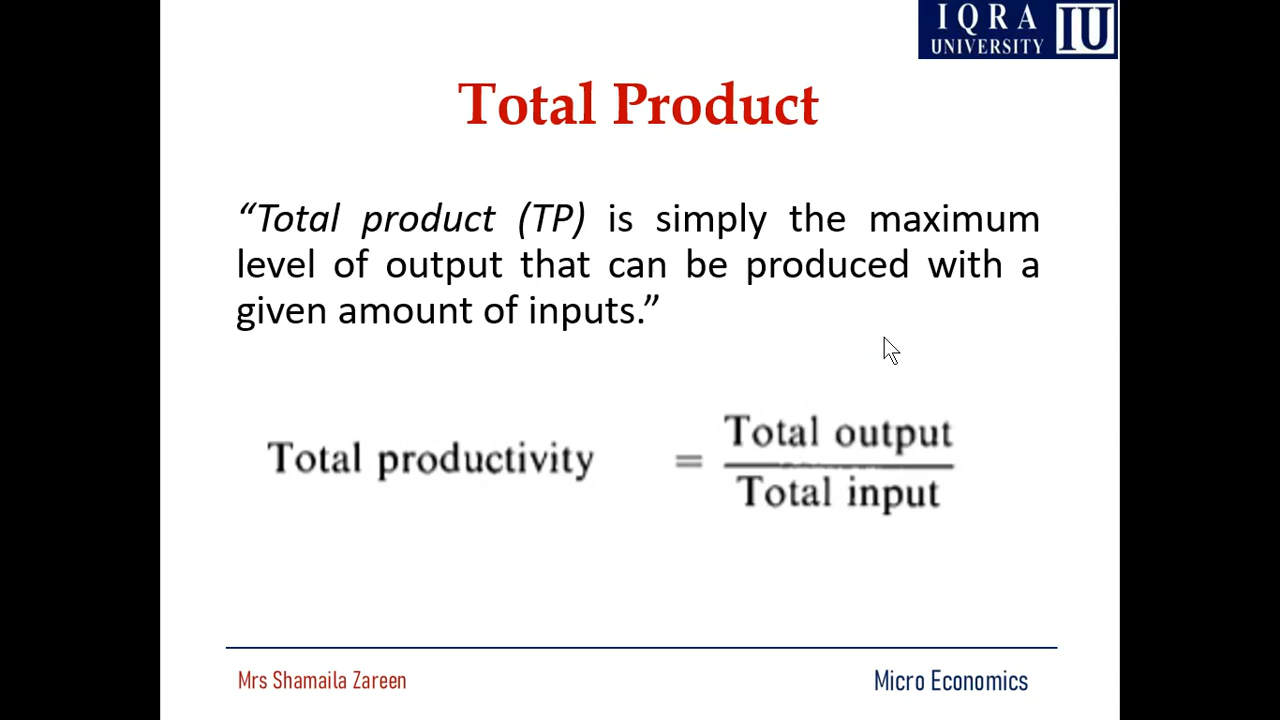 IQRA
UNIVERSITY IU
Total Product
“Total product (TP) is simply the maximum
level of output that can be produced with a
given amount of inputs.”
Total productivity = Total output
Total input
Mrs Shamaila Zareen
Micro Economics